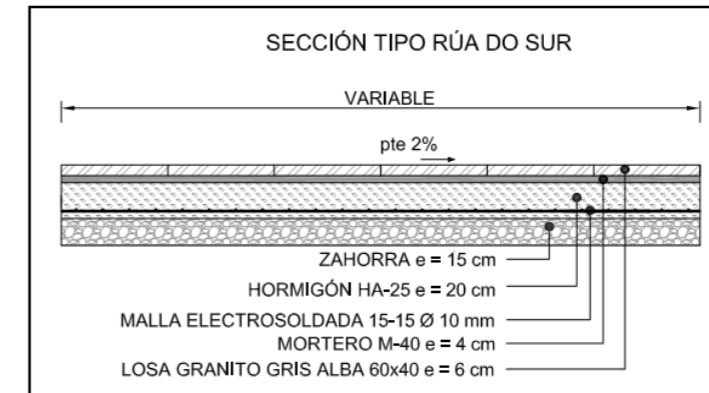 SECCIÓN TIPO RÚA DO SUR
VARIABLE
pte 2%
ZAHORRA e = 15 cm
HORMIGÓN HA-25 e = 20 cm
MALLA ELECTROSOLDADA 15-15 Ø 10 mm
MORTERO M-40 e = 4 cm
LOSA GRANITO GRIS ALBA 60x40 e = 6 cm